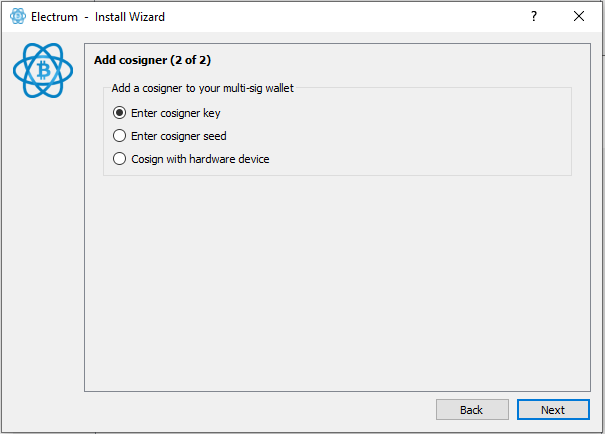 Electrum - Install Wizard
Add cosigner (2 of 2)
Add a cosigner to your multi-sig wallet
Enter cosigner key
Enter cosigner seed
Cosign with hardware device
Back
Next